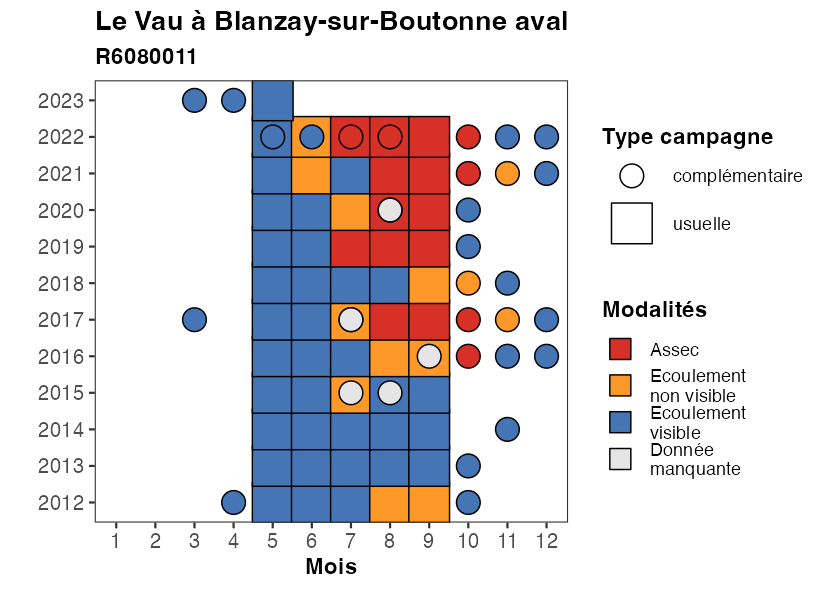 Le Vau à Blanzay-sur-Boutonne aval
R6080011
2023
2022
2021
2020
2019
2018
2017
2016
2015
2014
2013
2012
1 2 3 4 5 6 7 8 9 10 11 12
Mois
Type campagne
complémentaire
usuelle
Modalités
Assec
Ecoulement
non visible
Ecoulement
visible
Donnée
manquante